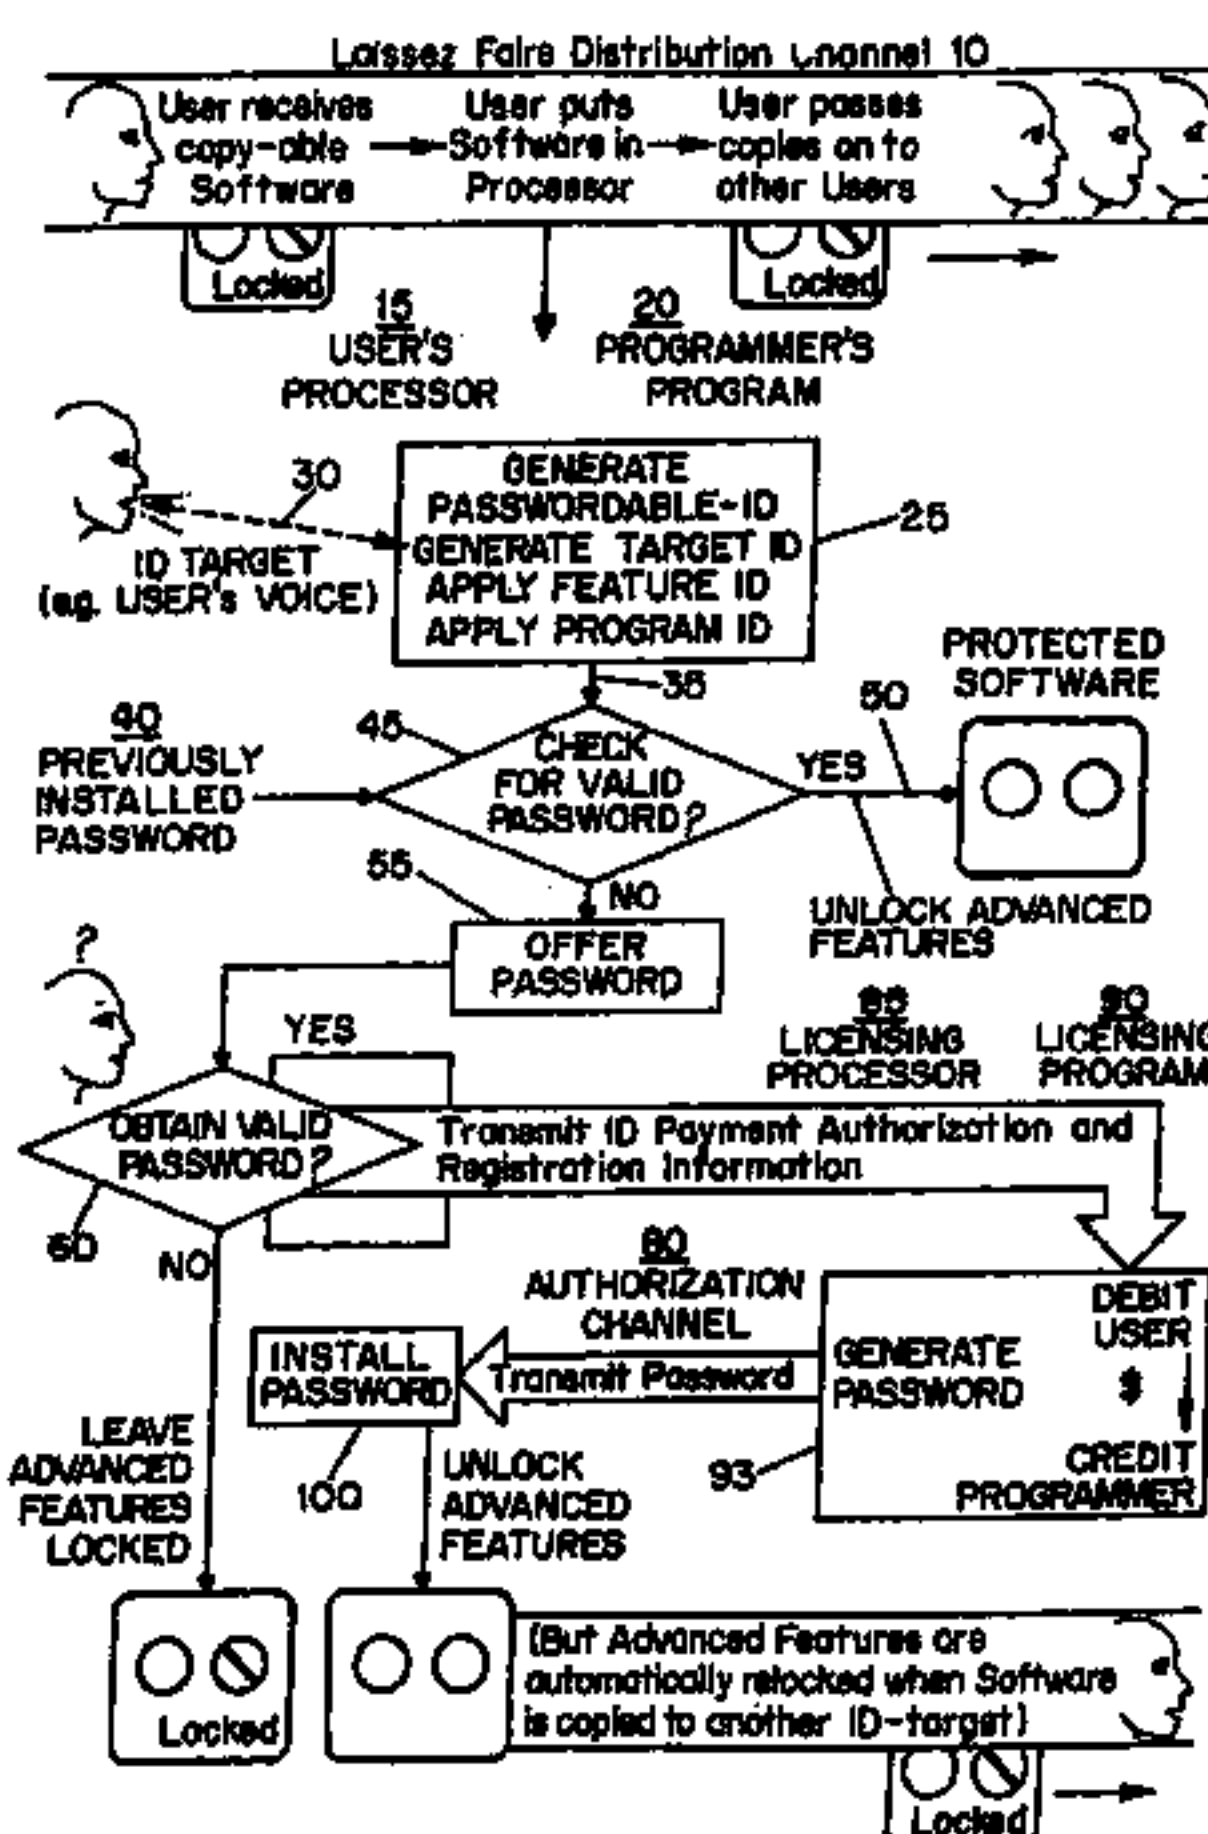 Laissez Faire Distribution Channel 10
User receives
copy-able
Software
User puts
Software in
Processor
User passes
copies on to
other Users
Locked
Locked
15
USER'S
PROCESSOR
20
PROGRAMMER'S
PROGRAM
30
ID TARGET
(eg. USER's VOICE)
GENERATE
PASSWORDABLE-ID
GENERATE TARGET ID
APPLY FEATURE ID
APPLY PROGRAM ID
25
35
PROTECTED
SOFTWARE
40
PREVIOUSLY
INSTALLED
PASSWORD
45
CHECK
FOR VALID
PASSWORD?
YES
50
UNLOCK ADVANCED
FEATURES
55
NO
OFFER
PASSWORD
?
YES
LICENSING
PROCESSOR
90
LICENSING
PROGRAM
OBTAIN VALID
PASSWORD?
Transmit ID Payment Authorization and
Registration Information
60
NO
80
AUTHORIZATION
CHANNEL
INSTALL
PASSWORD
Transmit Password
GENERATE
PASSWORD
DEBIT
USER
$
CREDIT
PROGRAMMER
93
100
LEAVE
ADVANCED
FEATURES
LOCKED
UNLOCK
ADVANCED
FEATURES
Locked
(But Advanced Features are
automatically relocked when Software
is copied to another ID-target)
Locked